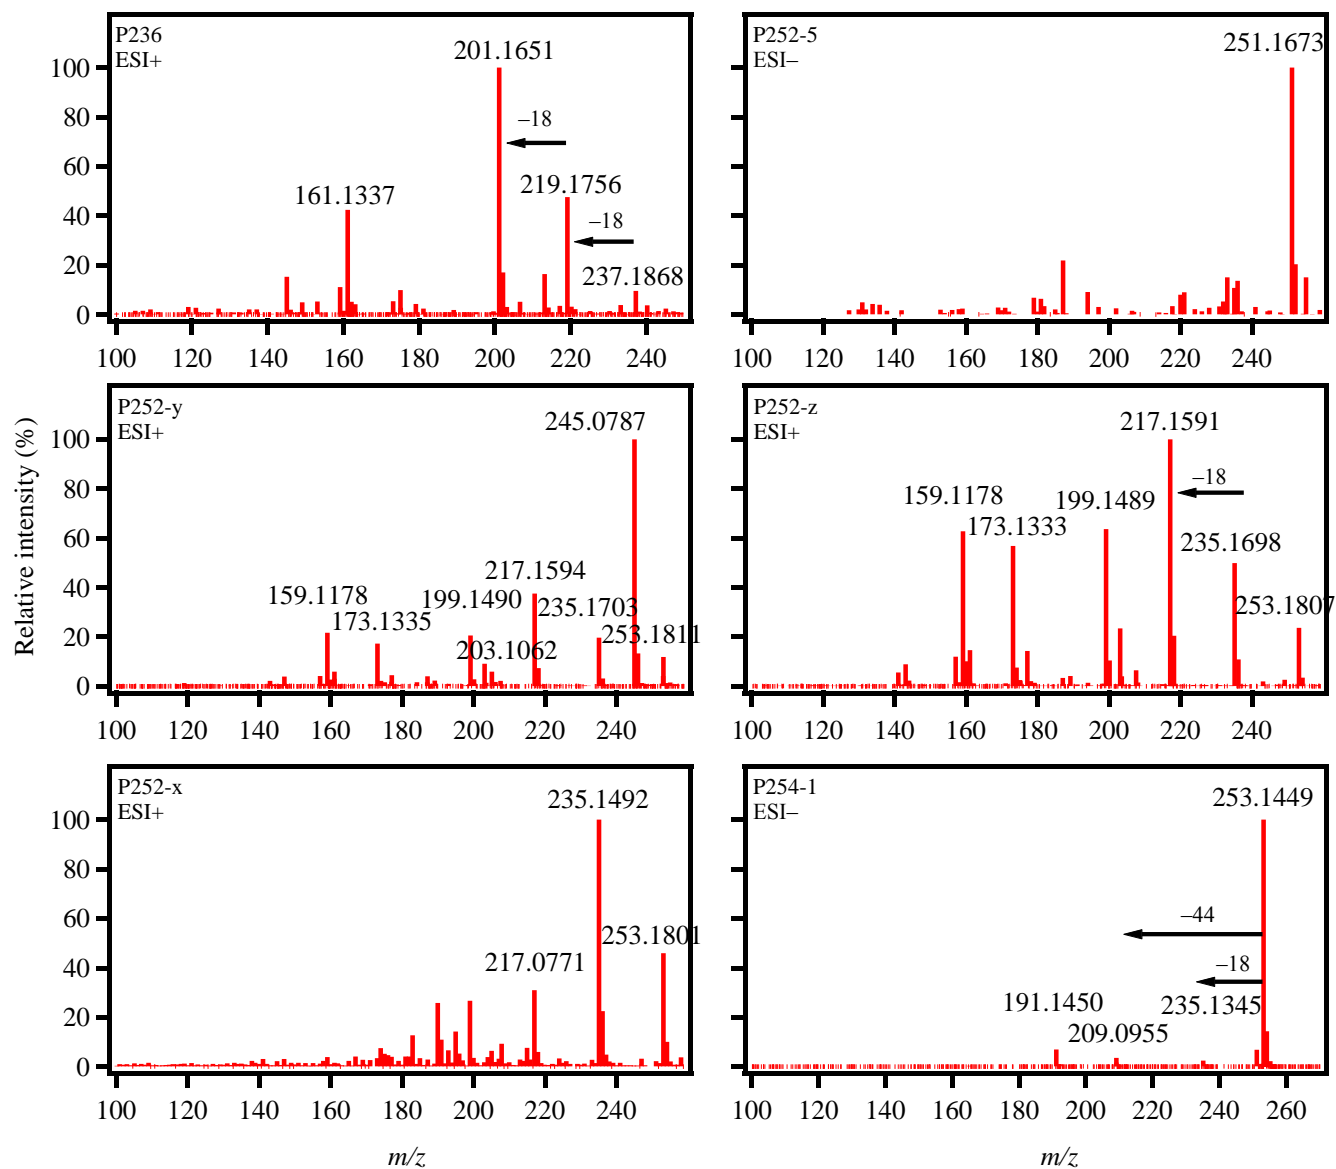 P236
ESI+
201.1651
–18
219.1756
161.1337
–18
237.1868
100
80
60
40
20
0
100 120 140 160 180 200 220 240
P252-5
ESI–
251.1673
100 120 140 160 180 200 220 240
P252-y
ESI+
245.0787
217.1594
159.1178
199.1490
235.1703
173.1335
253.1811
203.1062
100
80
60
40
20
0
100 120 140 160 180 200 220 240
P252-z
ESI+
217.1591
–18
159.1178
199.1489
173.1333
235.1698
253.1807
100 120 140 160 180 200 220 240
Relative intensity (%)
P252-x
ESI+
235.1492
253.1801
217.0771
100
80
60
40
20
0
100 120 140 160 180 200 220 240
m/z
P254-1
ESI–
253.1449
–44
–18
191.1450
235.1345
209.0955
100 120 140 160 180 200 220 240 260
m/z